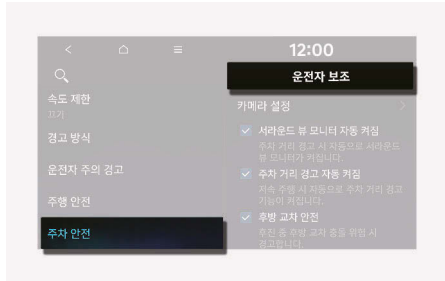 12:00
운전자 보조
속도 제한
끄기
경고 방식
운전자 주의 경고
주행 안전
주차 안전
카메라 설정
서라운드 뷰 모니터 자동 켜짐
주차 거리 경고 시 자동으로 서라운드
뷰 모니터가 켜집니다.
주차 거리 경고 자동 켜짐
저속 주행 시 자동으로 주차 거리 경고
기능이 켜집니다.
후방 교차 안전
후진 중 후방 교차 충돌 위험 시
경고합니다.